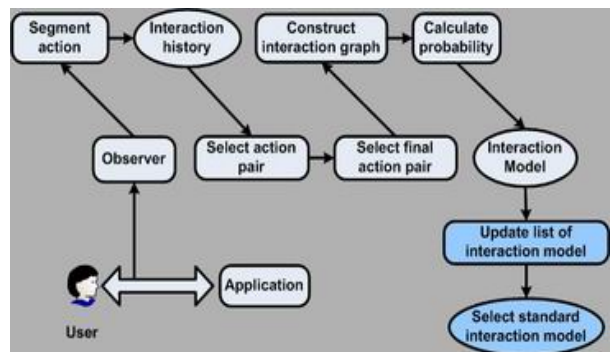 Segment
action
Interaction
history
Construct
interaction graph
Calculate
probability
Observer
Select action
pair
Select final
action pair
Interaction
Model
Update list of
interaction model
Application
User
Select standard
interaction model